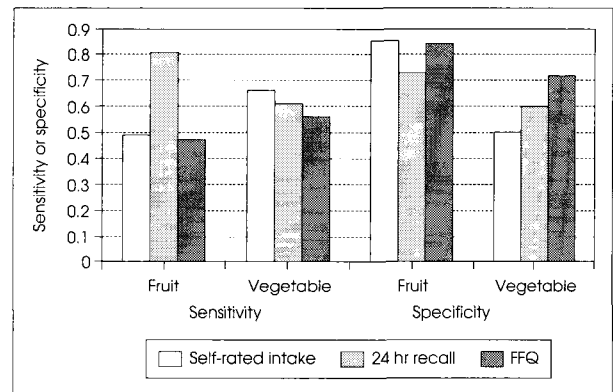 0.9
0.8
0.7
0.6
0.5
0.4
0.3
0.2
0.1
0
Sensitivity or specificity
Fruit Vegetable Fruit Vegetable
Sensitivity Specificity
Self-rated intake 24 hr recall FFQ